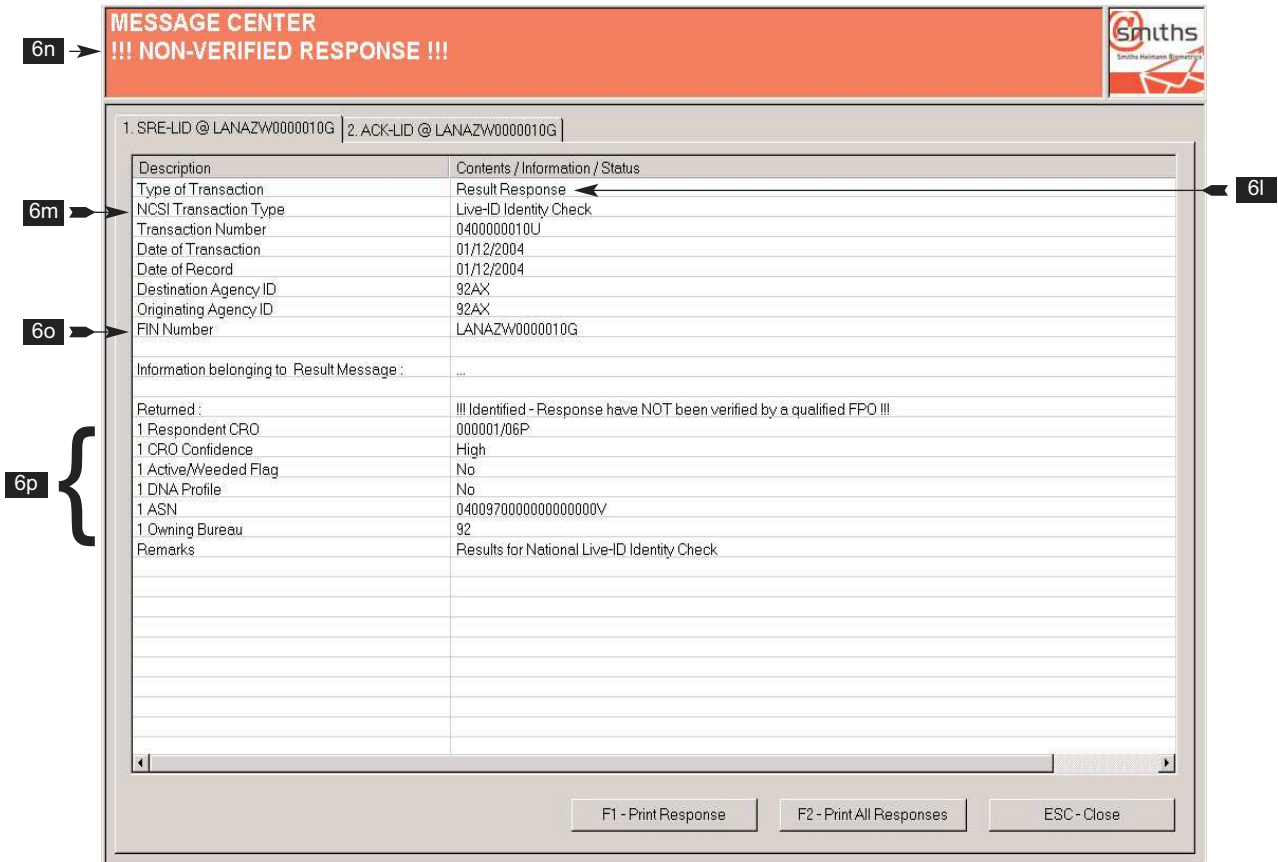 MESSAGE CENTER
6n !!! NON-VERIFIED RESPONSE !!!
Smiths
Smiths Heimann Biometrics
1. SRE-LID @ LANAZW0000010G 2. ACK-LID @ LANAZW0000010G
Description Contents / Information / Status
Type of Transaction Result Response 6l
6m NCSI Transaction Type Live-ID Identity Check
Transaction Number 0400000010U
Date of Transaction 01/12/2004
Date of Record 01/12/2004
Destination Agency ID 92AX
Originating Agency ID 92AX
6o FIN Number LANAZW0000010G
Information belonging to Result Message : ...
Returned : !!! Identified - Response have NOT been verified by a qualified FPO !!!
1 Respondent CRO 000001/06P
1 CRO Confidence High
1 Active/Weeded Flag No
6p 1 DNA Profile No
1 ASN 0400970000000000000V
1 Owning Bureau 92
Remarks Results for National Live-ID Identity Check
F1 - Print Response F2 - Print All Responses ESC - Close